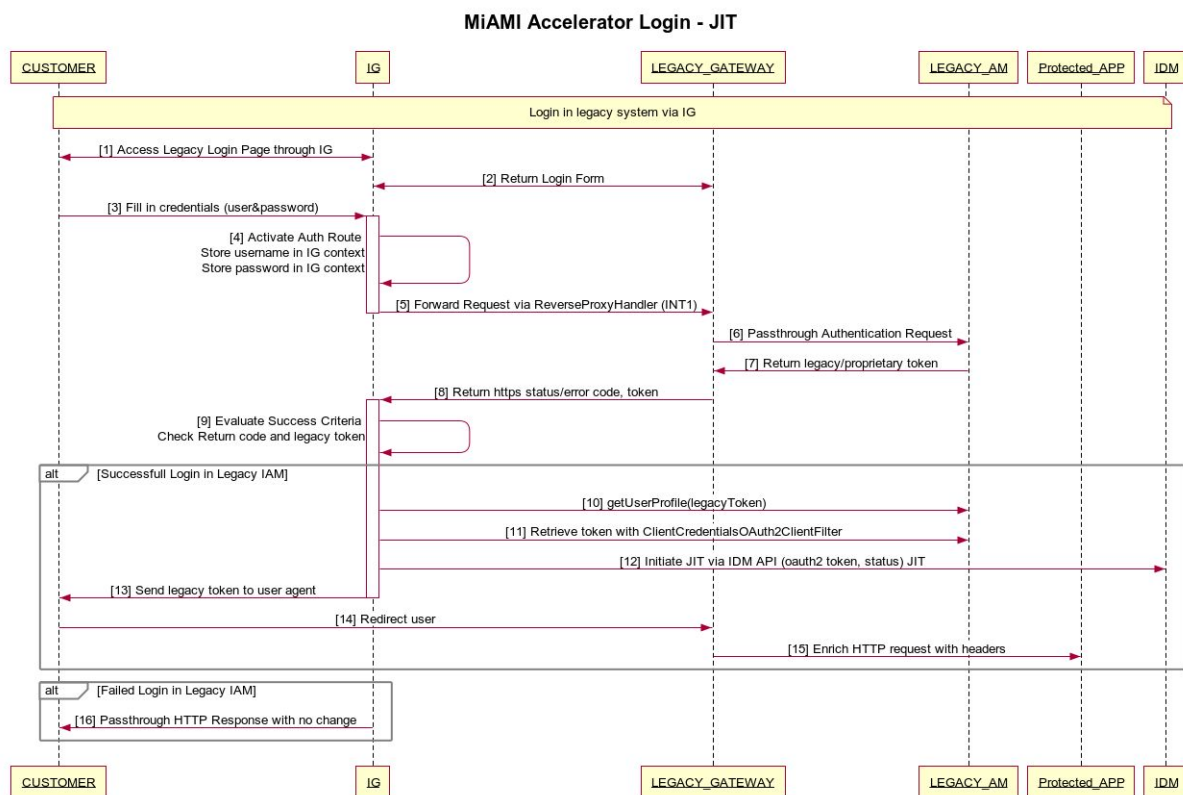 MiAMI Accelerator Login - JIT
CUSTOMER
IG
LEGACY_GATEWAY
LEGACY_AM
Protected_APP
IDM
Login in legacy system via IG
[1] Access Legacy Login Page through IG
[2] Return Login Form
[3] Fill in credentials (user&password)
[4] Activate Auth Route
Store username in IG context
Store password in IG context
[5] Forward Request via ReverseProxyHandler (INT1)
[6] Passthrough Authentication Request
[7] Return legacy/proprietary token
[8] Return https status/error code, token
[9] Evaluate Success Criteria
Check Return code and legacy token
alt
[Successfull Login in Legacy IAM]
[10] getUserProfile(legacyToken)
[11] Retrieve token with ClientCredentialsOAuth2ClientFilter
[12] Initiate JIT via IDM API (oauth2 token, status) JIT
[13] Send legacy token to user agent
[14] Redirect user
[15] Enrich HTTP request with headers
alt
[Failed Login in Legacy IAM]
[16] Passthrough HTTP Response with no change
CUSTOMER
IG
LEGACY_GATEWAY
LEGACY_AM
Protected_APP
IDM